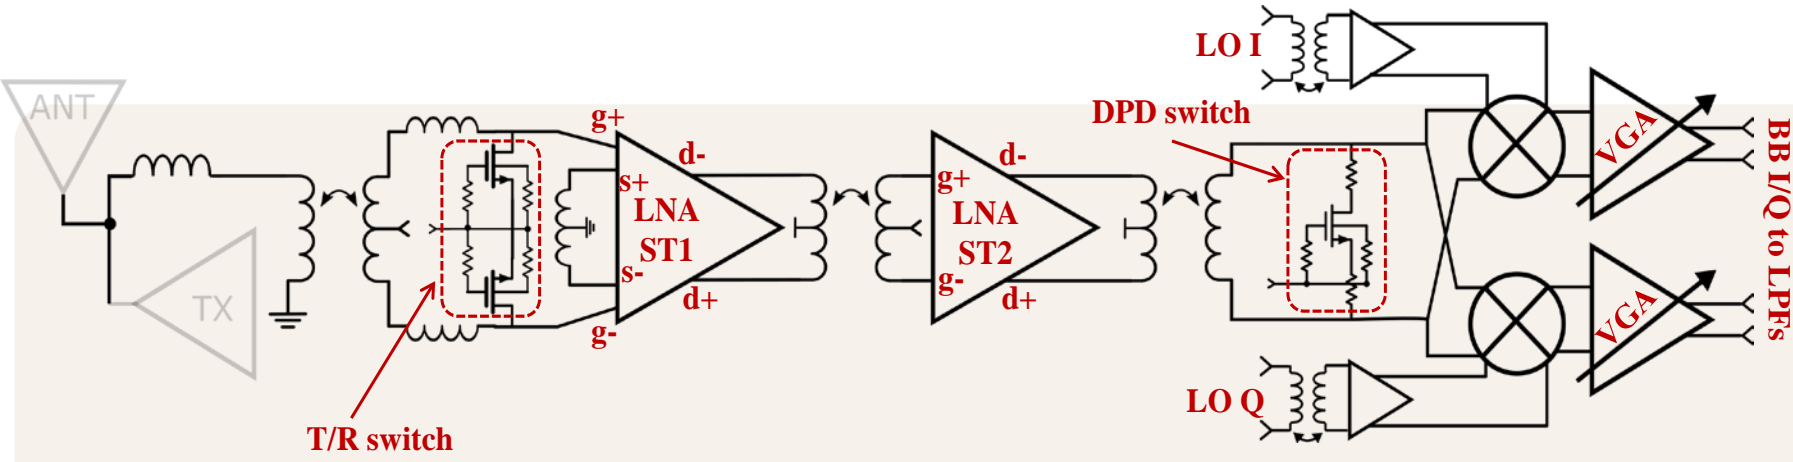 LO I
ANT
DPD switch
g+
d-
d-
VGA
s+
g+
LNA
ST1
LNA
ST2
BB I/Q to LPFs
s-
g-
TX
d+
d+
g-
VGA
LO Q
T/R switch